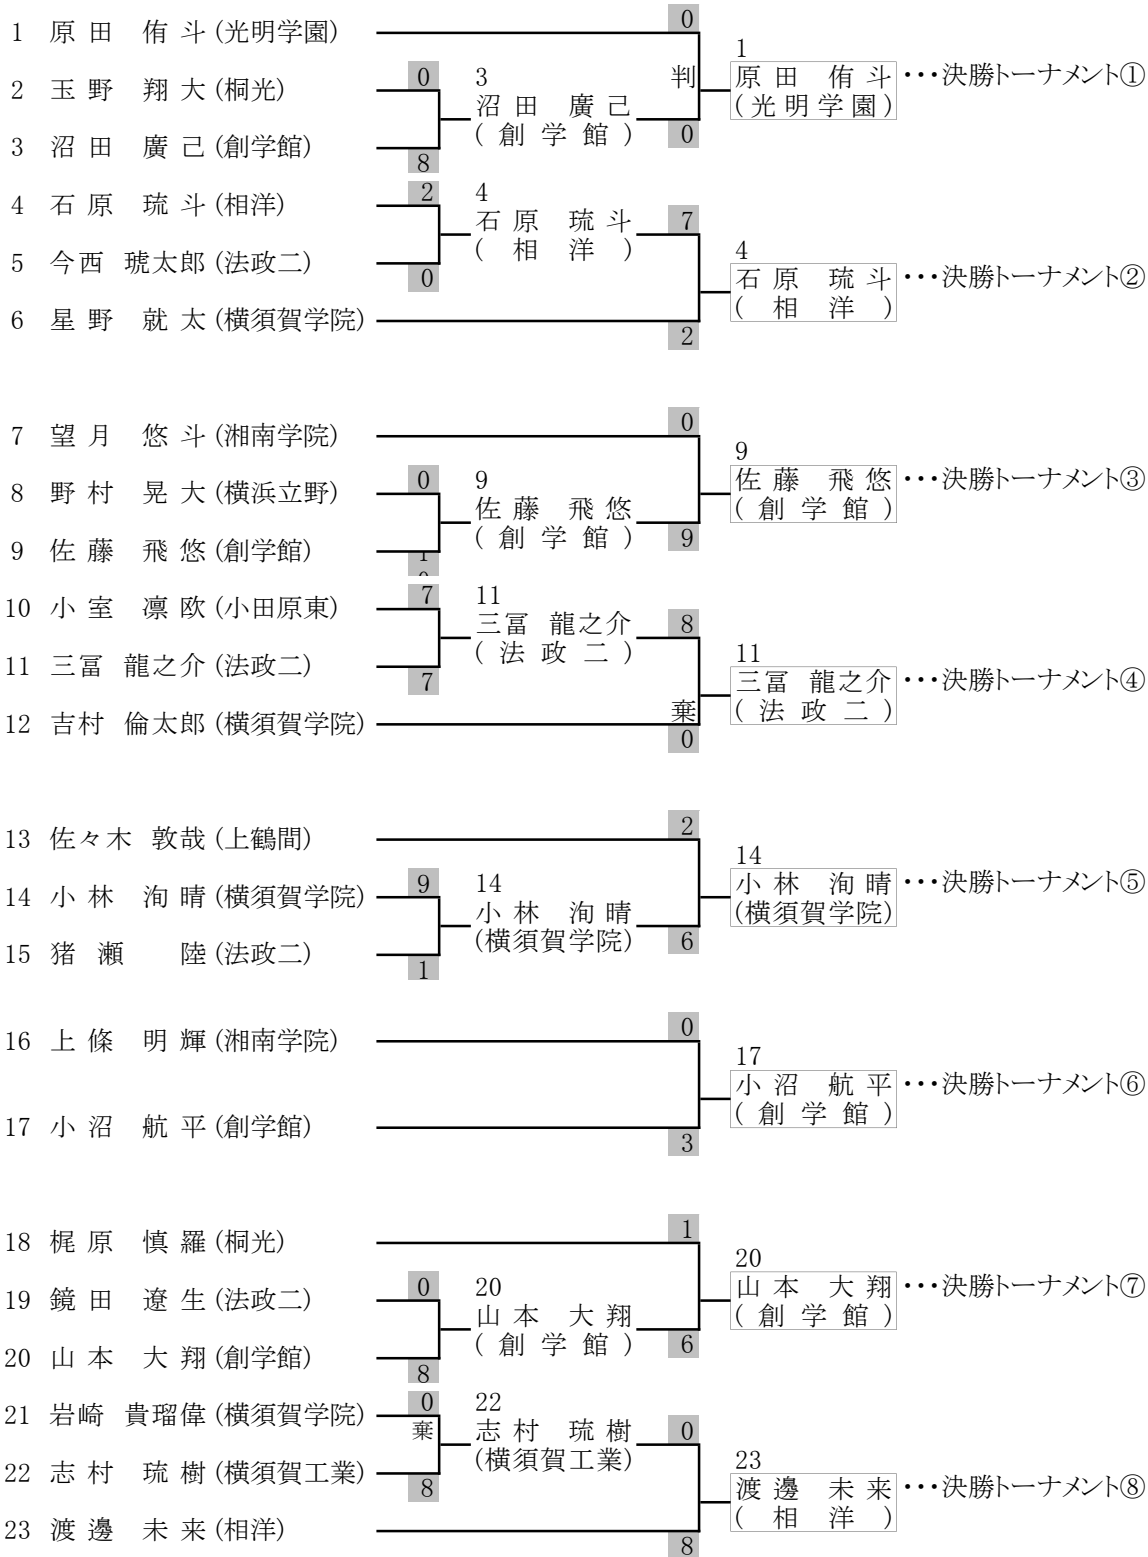 0
1 原田 侑斗 (光明学園)
1
判 原田 侑斗 ・・・決勝トーナメント①
(光明学園)
0 3
2 玉野 翔大 (桐光)
沼田 廣己
(創学館) 0
3 沼田 廣己 (創学館)
8
2 4
4 石原 琉斗 (相洋)
石原 琉斗 7
(相洋)
4
5 今西 琥太郎 (法政二)
0
石原 琉斗 ・・・決勝トーナメント②
(相洋)
6 星野 就太 (横須賀学院)
2
0
7 望月 悠斗 (湘南学院)
9
0 9
佐藤 飛悠 ・・・決勝トーナメント③
(創学館)
8 野村 晃大 (横浜立野)
佐藤 飛悠
(創学館) 9
9 佐藤 飛悠 (創学館)
1
7 11
10 小室 凛欧 (小田原東)
三冨 龍之介 8
(法政二)
11
11 三冨 龍之介 (法政二)
7
三冨 龍之介 ・・・決勝トーナメント④
(法政二)
12 吉村 倫太郎 (横須賀学院)
棄
0
2
13 佐々木 敦哉 (上鶴間)
14
9 14
小林 洵晴 ・・・決勝トーナメント⑤
(横須賀学院)
14 小林 洵晴 (横須賀学院)
小林 洵晴
(横須賀学院) 6
15 猪瀬 陸 (法政二)
1
0
16 上條 明輝 (湘南学院)
17
小沼 航平 ・・・決勝トーナメント⑥
(創学館)
17 小沼 航平 (創学館)
3
1
18 梶原 慎羅 (桐光)
20
0 20
山本 大翔 ・・・決勝トーナメント⑦
(創学館)
19 鏡田 遼生 (法政二)
山本 大翔
(創学館) 6
20 山本 大翔 (創学館)
8
0 22
21 岩崎 貴瑠偉 (横須賀学院)
棄
志村 琉樹 0
(横須賀工業)
23
22 志村 琉樹 (横須賀工業)
8
渡邊 未来 ・・・決勝トーナメント⑧
(相洋)
23 渡邊 未来 (相洋)
8